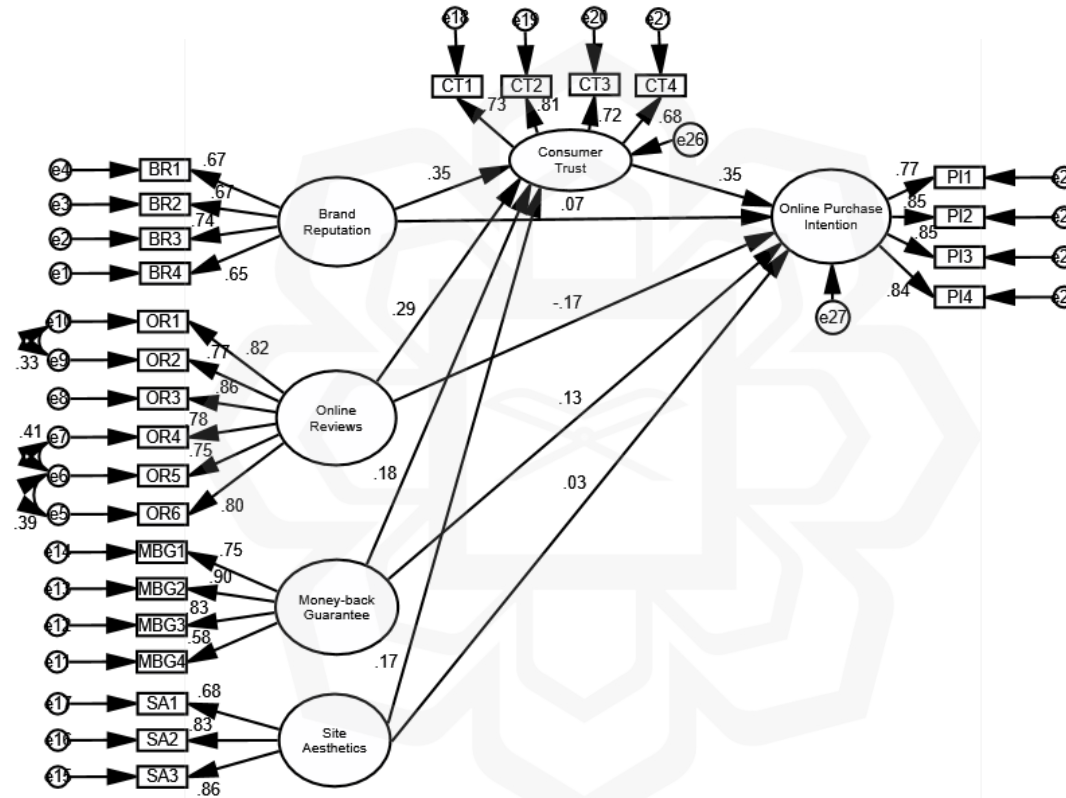 e18
e19
e20
e21
CT1
CT2
CT3
CT4
.73
.81
.72
.68
e26
Consumer
Trust
e4
BR1
.67
e3
BR2
.67
e2
BR3
.74
e1
BR4
.65
Brand
Reputation
.35
.07
.35
Online Purchase
Intention
.77
PI1
.85
PI2
.85
PI3
.84
PI4
e27
e10
OR1
.82
.33
e9
OR2
.77
e8
OR3
.86
.41
e7
OR4
.78
e6
OR5
.75
.39
e5
OR6
.80
Online
Reviews
.29
-.17
.13
.18
.03
e14
MBG1
.75
e13
MBG2
.90
e12
MBG3
.83
e11
MBG4
.58
Money-back
Guarantee
.17
e17
SA1
.68
e16
SA2
.83
e15
SA3
.86
Site
Aesthetics